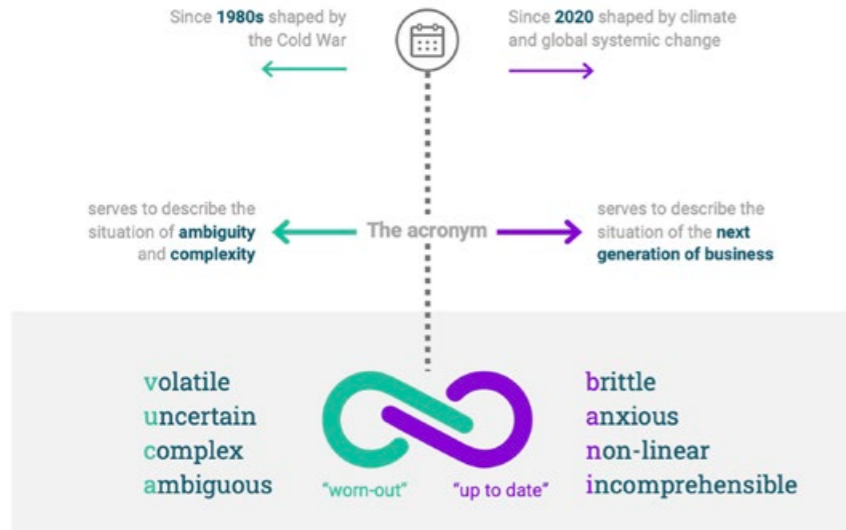 Since 1980s shaped by
the Cold War
Since 2020 shaped by climate
and global systemic change
serves to describe the
situation of ambiguity
and complexity
The acronym
serves to describe the
situation of the next
generation of business
volatile
uncertain
complex
ambiguous
"worn-out"
"up to date"
brittle
anxious
non-linear
incomprehensible